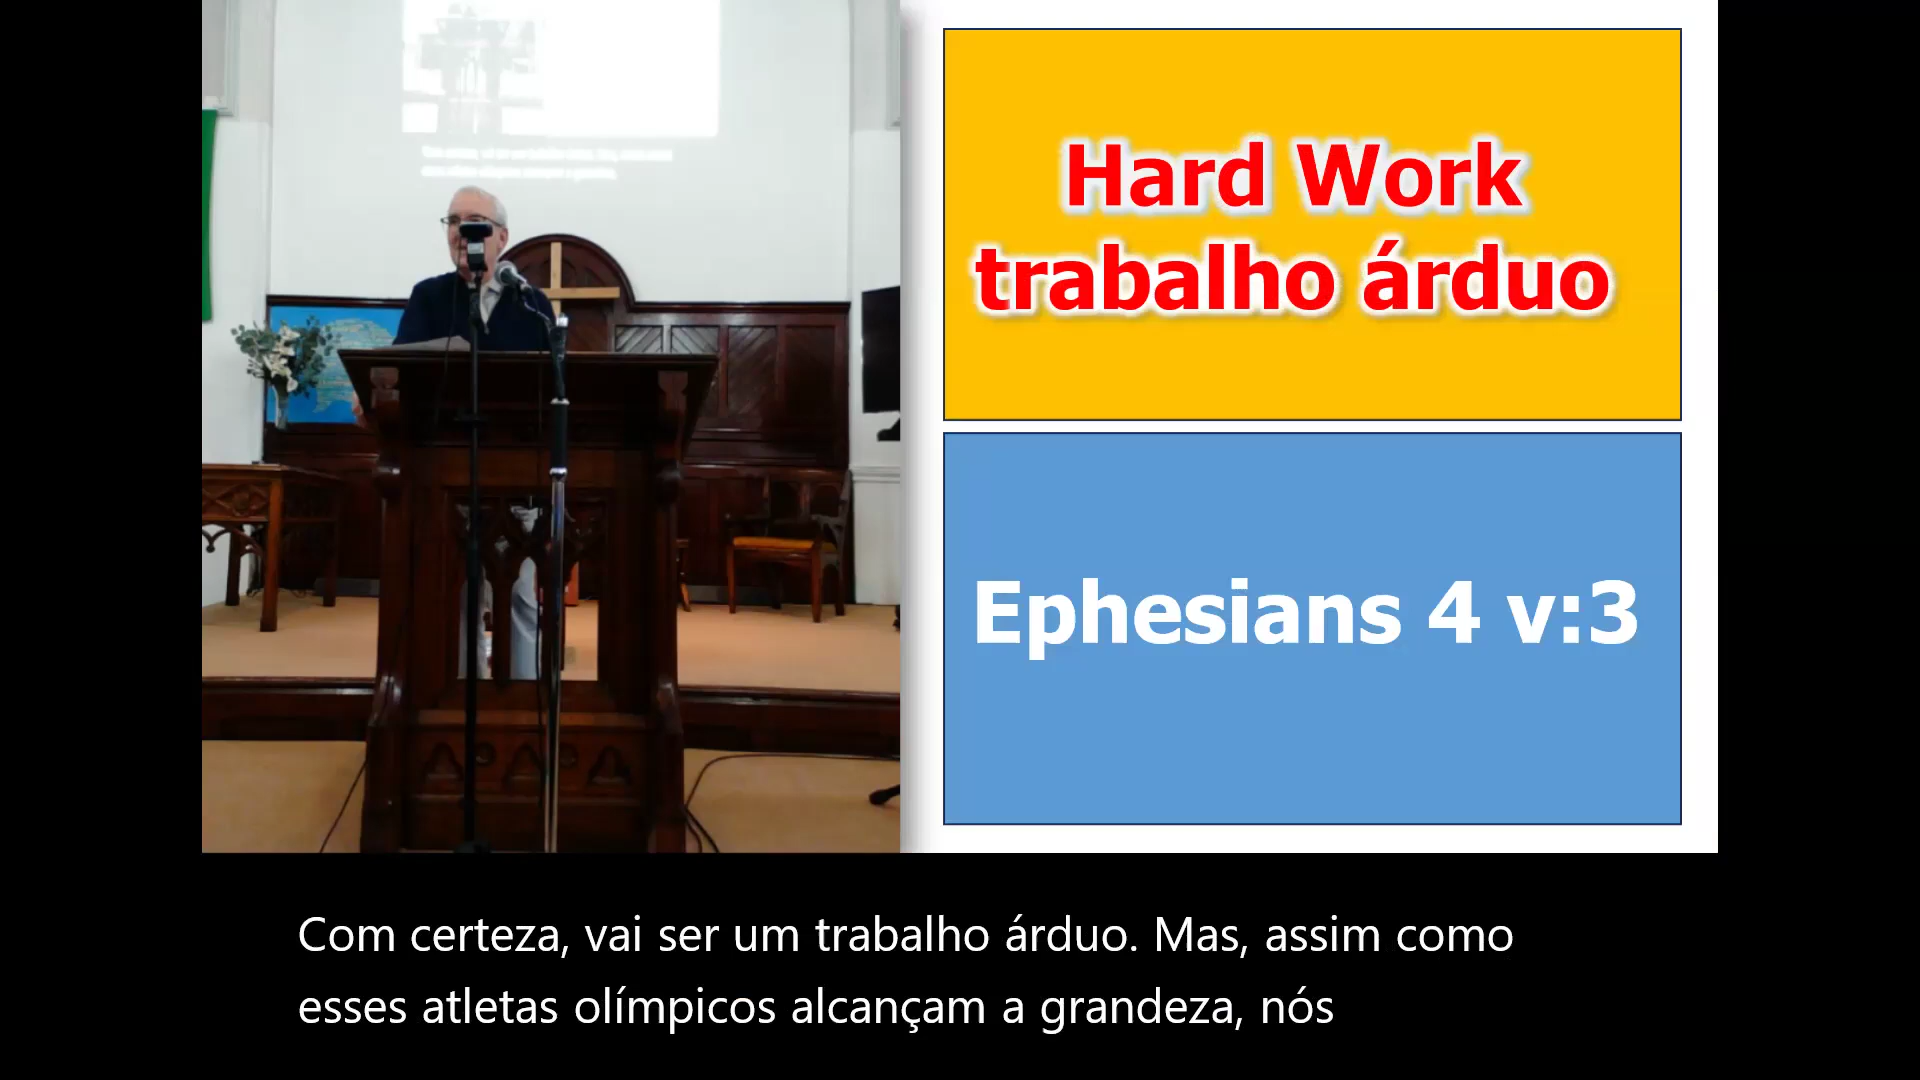 Hard Work
trabalho árduo
Ephesians 4 v:3
Com certeza, vai ser um trabalho árduo. Mas, assim como
esses atletas olímpicos alcançam a grandeza, nós